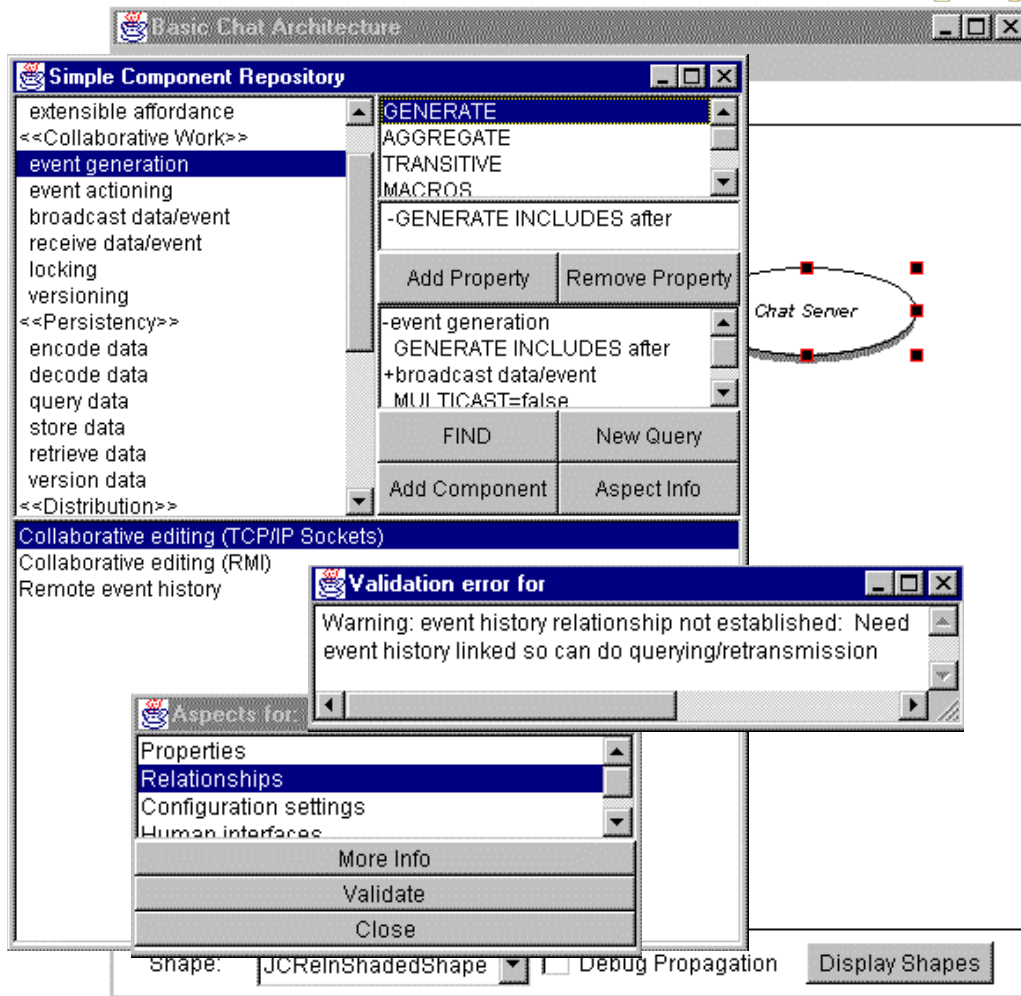 Basic Chat Architecture
Simple Component Repository
extensible affordance
<<Collaborative Work>>
event generation
event actioning
broadcast data/event
receive data/event
locking
versioning
<<Persistency>>
encode data
decode data
query data
store data
retrieve data
version data
<<Distribution>>
GENERATE
AGGREGATE
TRANSITIVE
MACROS
-GENERATE INCLUDES after
Add Property
Remove Property
-event generation
GENERATE INCLUDES after
+broadcast data/event
MULTICAST=false
FIND
New Query
Add Component
Aspect Info
Chat Server
Collaborative editing (TCP/IP Sockets)
Collaborative editing (RMI)
Remote event history
Validation error for
Warning: event history relationship not established: Need
event history linked so can do querying/retransmission
Aspects for:
Properties
Relationships
Configuration settings
Human interfaces
More Info
Validate
Close
Shape:
JCRelnShadedShape
Debug Propagation
Display Shapes